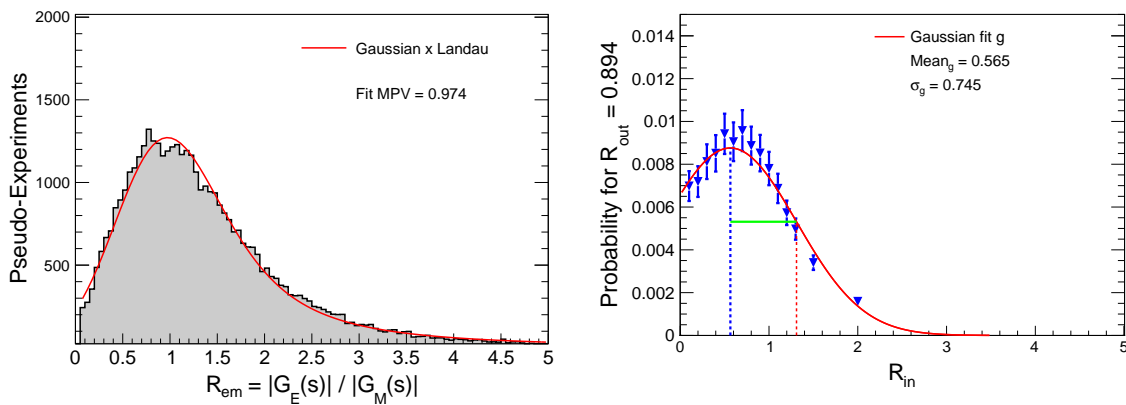 2000
1500
1000
500
Pseudo-Experiments
Gaussian x Landau
Fit MPV = 0.974
0 0.5 1 1.5 2 2.5 3 3.5 4 4.5 5
R_em = |G_E(s)| / |G_M(s)|
0.014
0.012
0.01
0.008
0.006
0.004
0.002
0
Probability for R_out = 0.894
Gaussian fit g
Mean_g = 0.565
σ_g = 0.745
0 1 2 3 4 5
R_in